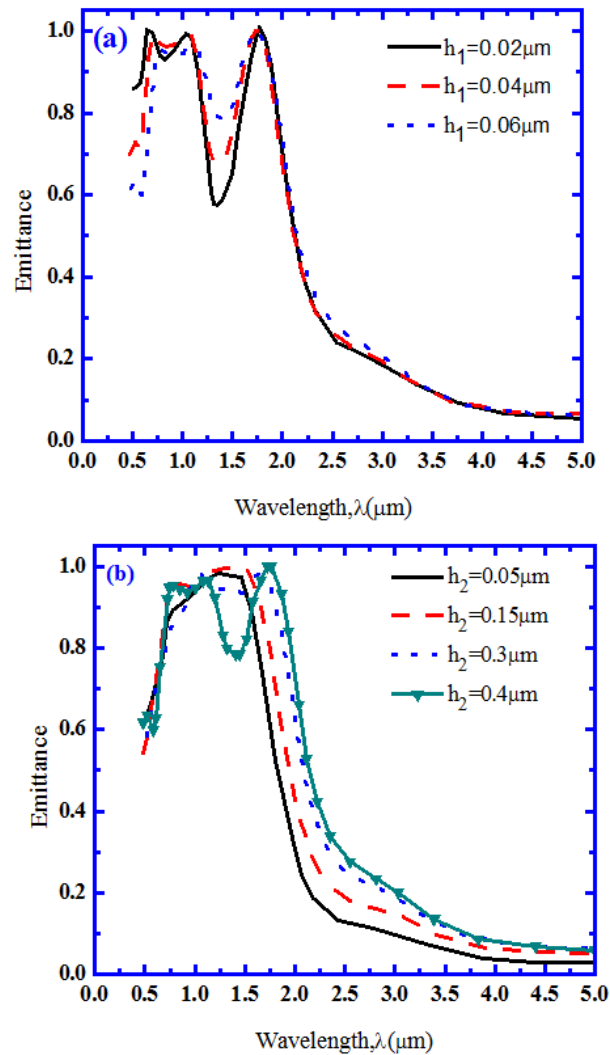 (a)
h₁=0.02μm
h₁=0.04μm
h₁=0.06μm
1.0
0.8
0.6
0.4
0.2
0.0
Emittance
0.0 0.5 1.0 1.5 2.0 2.5 3.0 3.5 4.0 4.5 5.0
Wavelength,λ(μm)
(b)
h₂=0.05μm
h₂=0.15μm
h₂=0.3μm
h₂=0.4μm
1.0
0.8
0.6
0.4
0.2
0.0
Emittance
0.0 0.5 1.0 1.5 2.0 2.5 3.0 3.5 4.0 4.5 5.0
Wavelength,λ(μm)